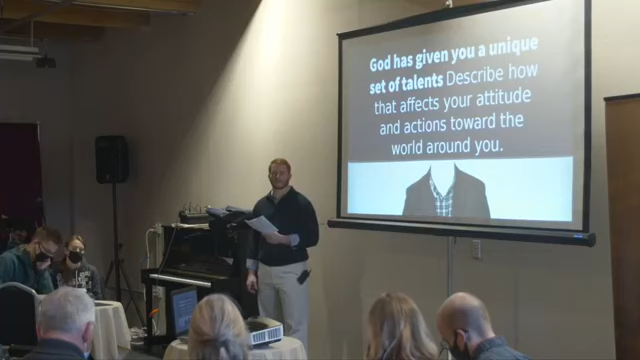 God has given you a unique
set of talents Describe how
that affects your attitude
and actions toward the
world around you.